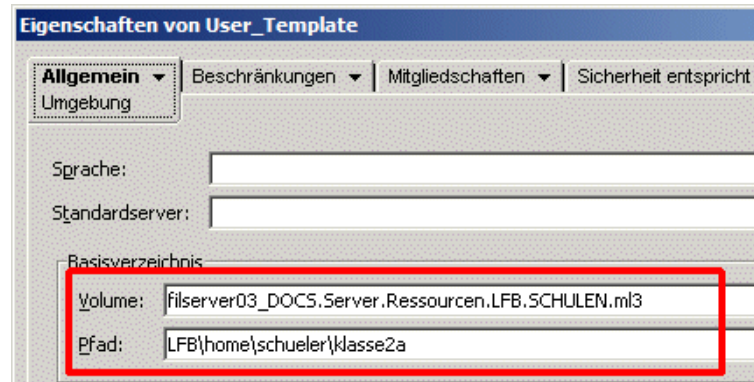 Eigenschaften von User_Template
Allgemein Beschränkungen Mitgliedschaften Sicherheit entspricht
Umgebung
Sprache:
Standardserver:
Basisverzeichnis
Volume: filserver03_DOCS.Server.Ressourcen.LFB.SCHULEN.ml3
Pfad: LFB\home\schueler\klasse2a